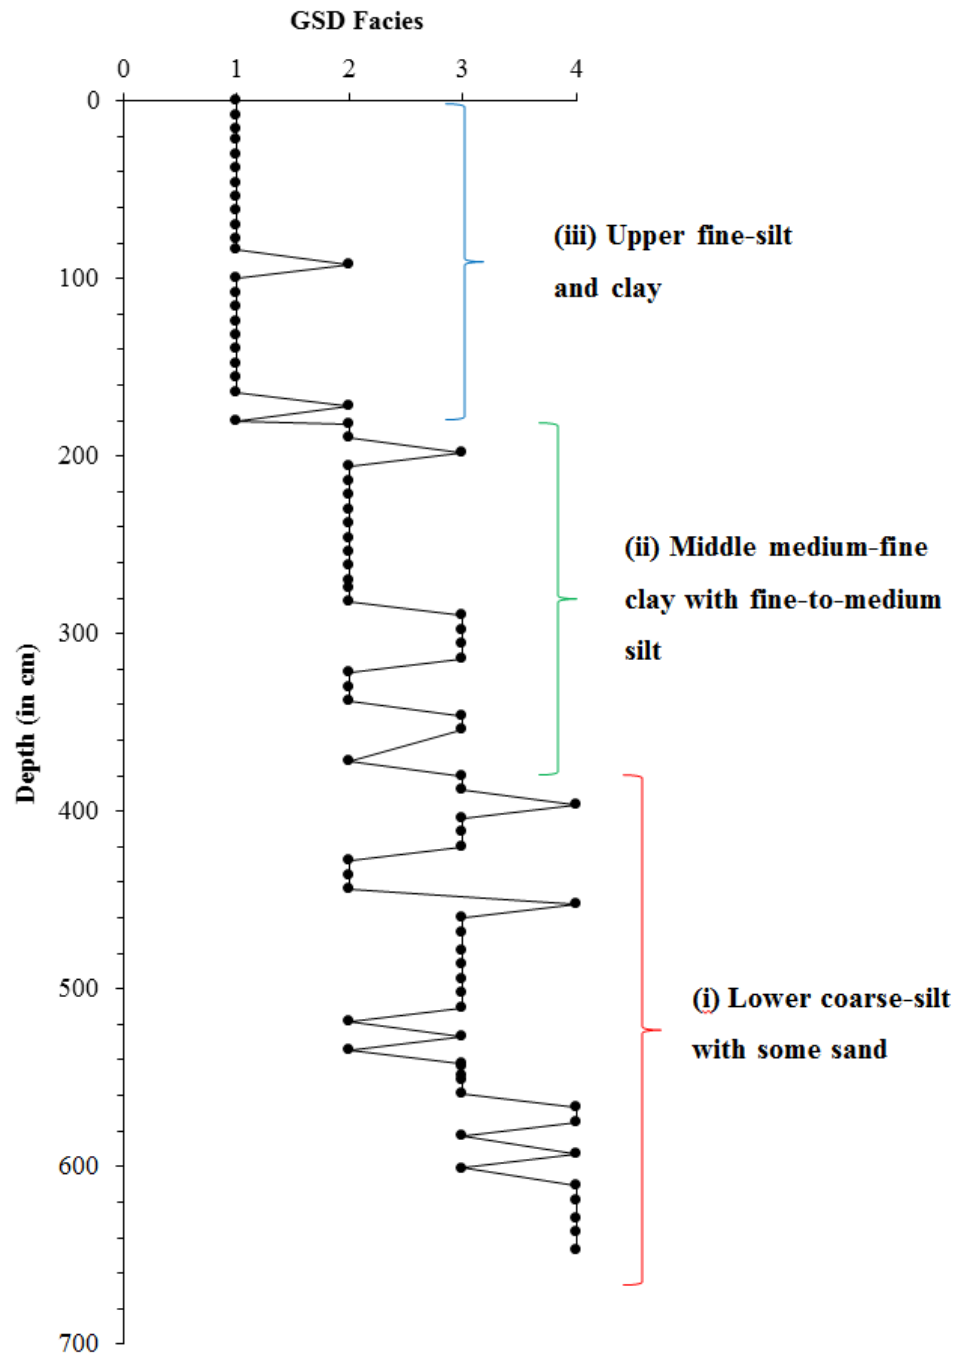 GSD Facies
0 1 2 3 4
0
100
200
300
400
500
600
700
Depth (in cm)
(iii) Upper fine-silt
and clay
(ii) Middle medium-fine
clay with fine-to-medium
silt
(i) Lower coarse-silt
with some sand